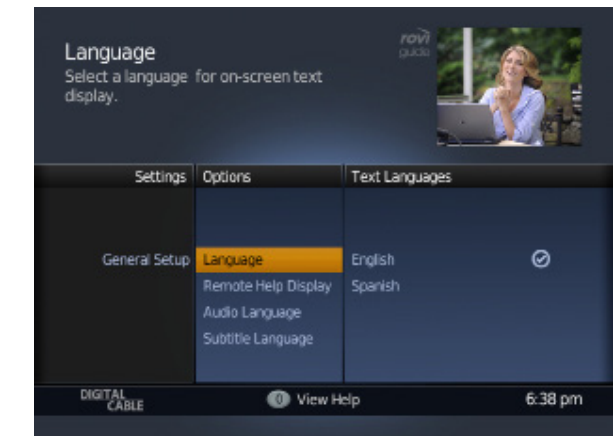 Language
Select a language for on-screen text
display.
rovi
guide
Settings Options Text Languages
General Setup Language English
Remote Help Display Spanish
Audio Language
Subtitle Language
DIGITAL
CABLE
0 View Help
6:38 pm